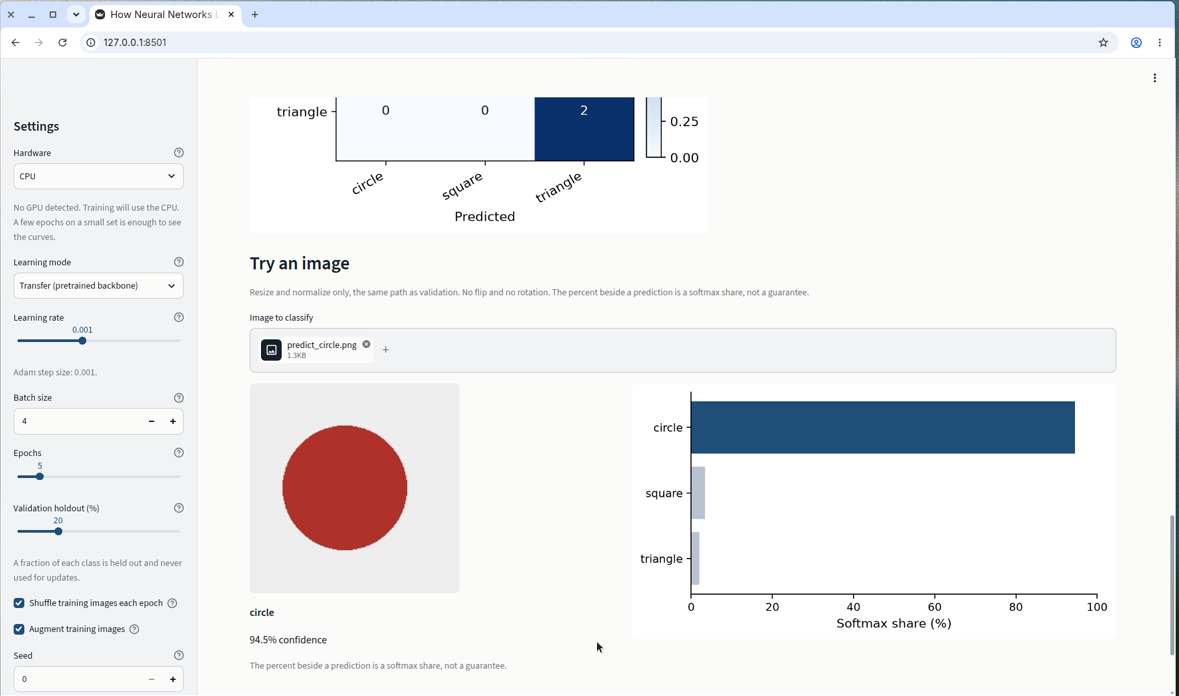 How Neural Networks L
127.0.0.1:8501
Settings
Hardware
CPU
No GPU detected. Training will use the CPU.
A few epochs on a small set is enough to see
the curves.
Learning mode
Transfer (pretrained backbone)
Learning rate
0.001
Adam step size: 0.001.
Batch size
4
Epochs
5
Validation holdout (%)
20
A fraction of each class is held out and never
used for updates.
Shuffle training images each epoch
Augment training images
Seed
0
triangle
0 0 2
0.25
0.00
circle square triangle
Predicted
Try an image
Resize and normalize only, the same path as validation. No flip and no rotation. The percent beside a prediction is a softmax share, not a guarantee.
Image to classify
predict_circle.png
1.3KB
circle
square
triangle
0 20 40 60 80 100
Softmax share (%)
circle
94.5% confidence
The percent beside a prediction is a softmax share, not a guarantee.